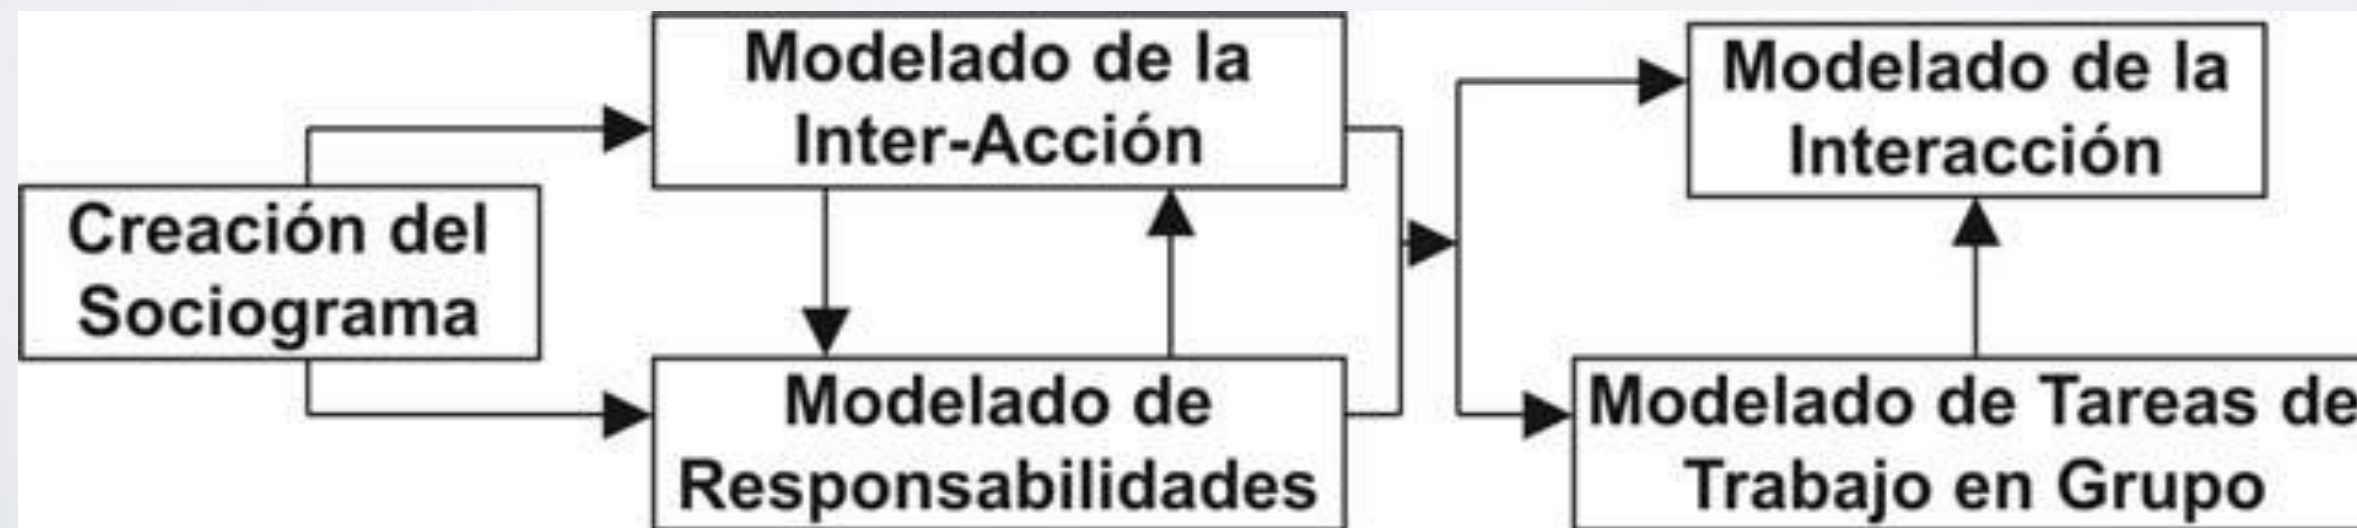 Creación del
Sociograma
Modelado de la
Inter-Acción
Modelado de
Responsabilidades
Modelado de la
Interacción
Modelado de Tareas de
Trabajo en Grupo